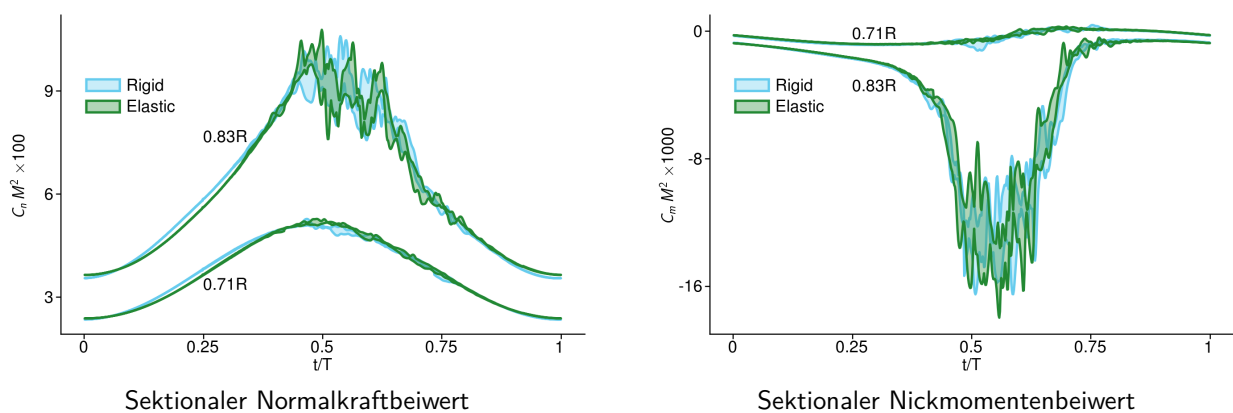 9
6
3
C_n M² ×100
Rigid
Elastic
0.83R
0.71R
0
0.25
0.5
0.75
1
t/T
Sektionaler Normalkraftbeiwert
0
-8
-16
C_m M² ×1000
0.71R
Rigid
Elastic
0.83R
0
0.25
0.5
0.75
1
t/T
Sektionaler Nickmomentenbeiwert